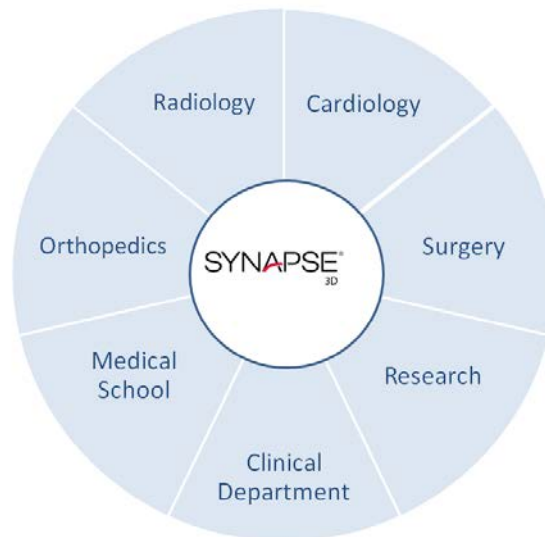 Radiology
Cardiology
Orthopedics
SYNAPSE®
3D
Surgery
Medical
School
Research
Clinical
Department